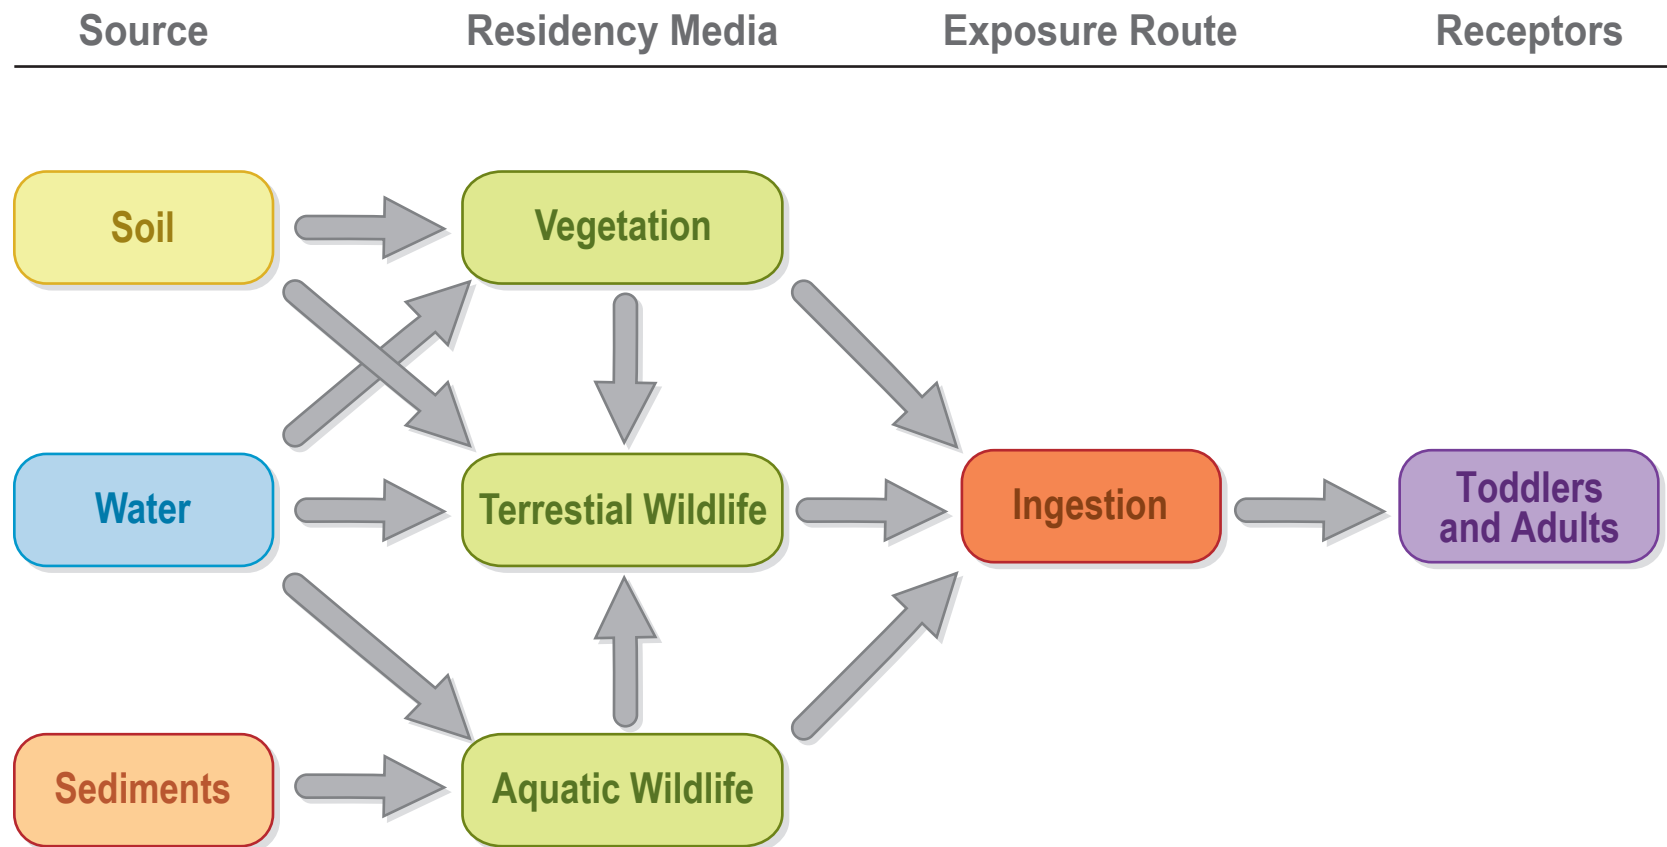 Source Residency Media Exposure Route Receptors
Soil
Vegetation
Water
Terrestial Wildlife
Ingestion
Toddlers
and Adults
Sediments
Aquatic Wildlife